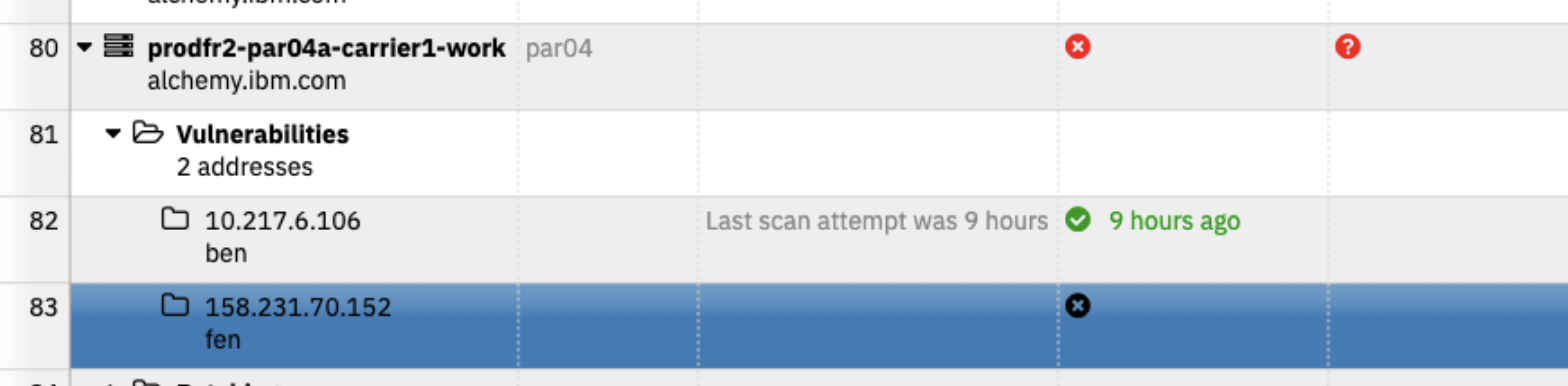 alchemy.ibm.com
80 prodfr2-par04a-carrier1-work par04
alchemy.ibm.com
81 Vulnerabilities
2 addresses
82 10.217.6.106 Last scan attempt was 9 hours 9 hours ago
ben
83 158.231.70.152
fen